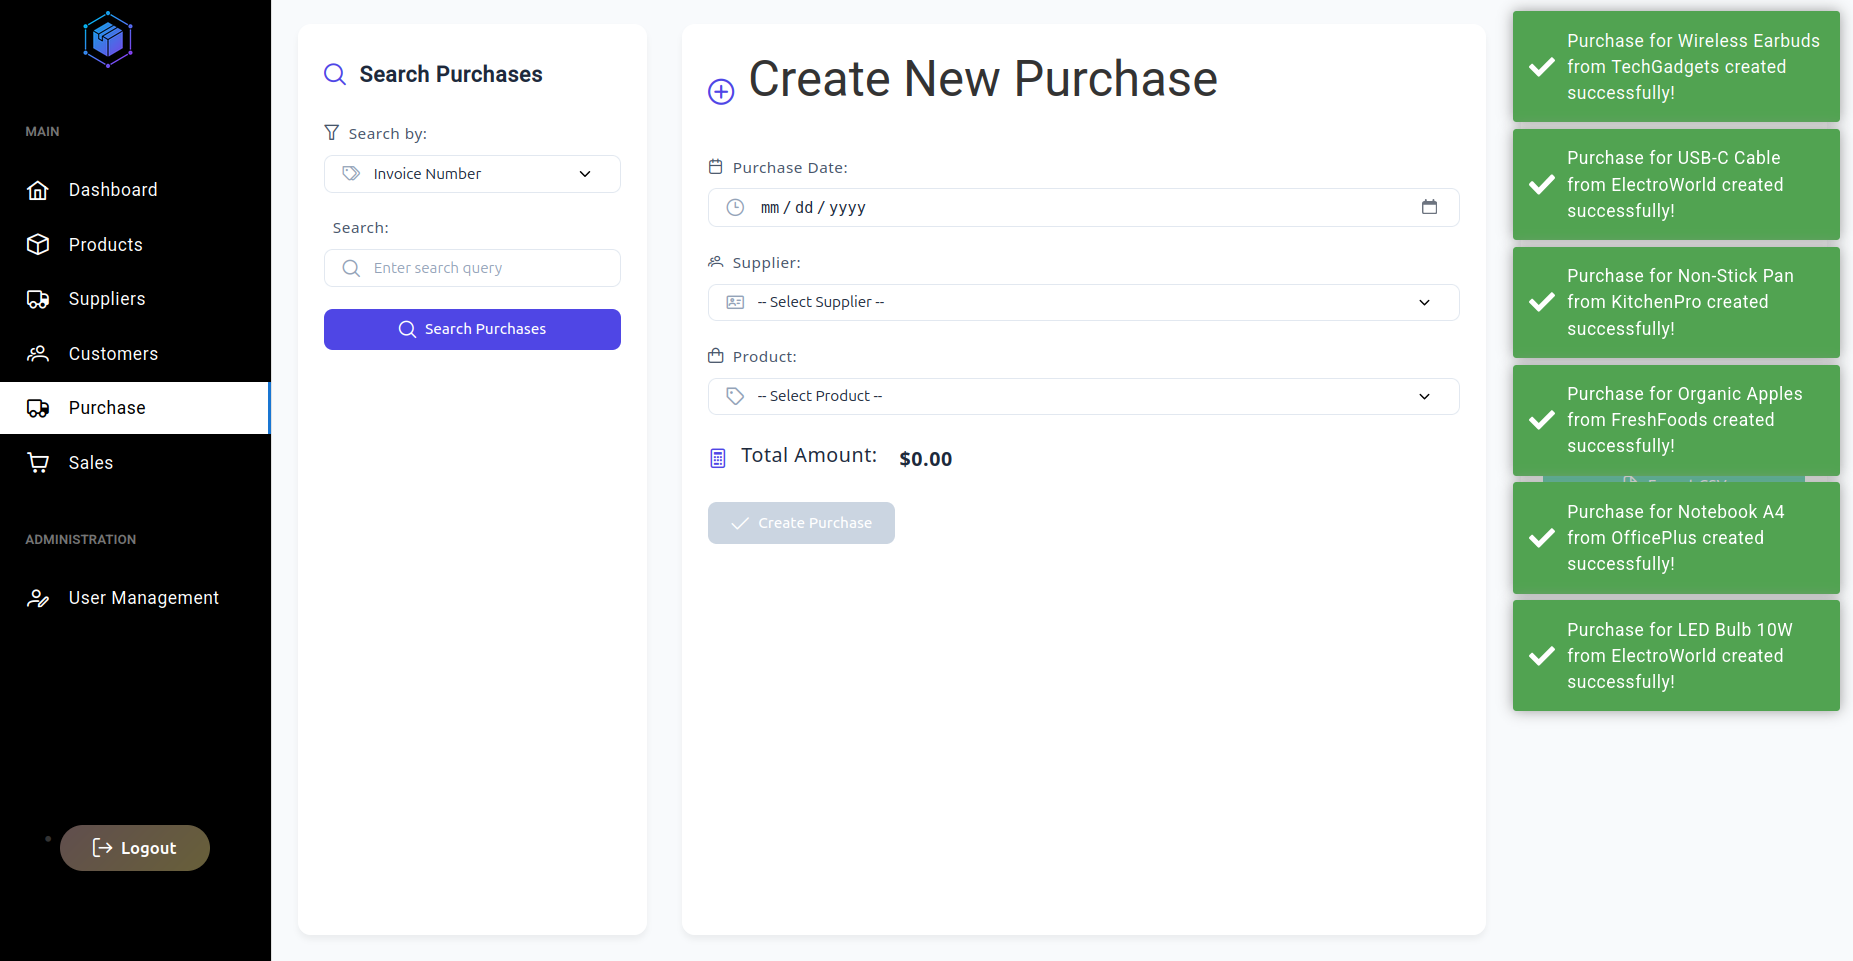 MAIN
Dashboard
Products
Suppliers
Customers
Purchase
Sales
ADMINISTRATION
User Management
Logout
Search Purchases
Search by:
Invoice Number
Search:
Enter search query
Search Purchases
Create New Purchase
Purchase Date:
mm/dd/yyyy
Supplier:
-- Select Supplier --
Product:
-- Select Product --
Total Amount: $0.00
Create Purchase
Purchase for Wireless Earbuds
from TechGadgets created
successfully!
Purchase for USB-C Cable
from ElectroWorld created
successfully!
Purchase for Non-Stick Pan
from KitchenPro created
successfully!
Purchase for Organic Apples
from FreshFoods created
successfully!
Purchase for Notebook A4
from OfficePlus created
successfully!
Purchase for LED Bulb 10W
from ElectroWorld created
successfully!